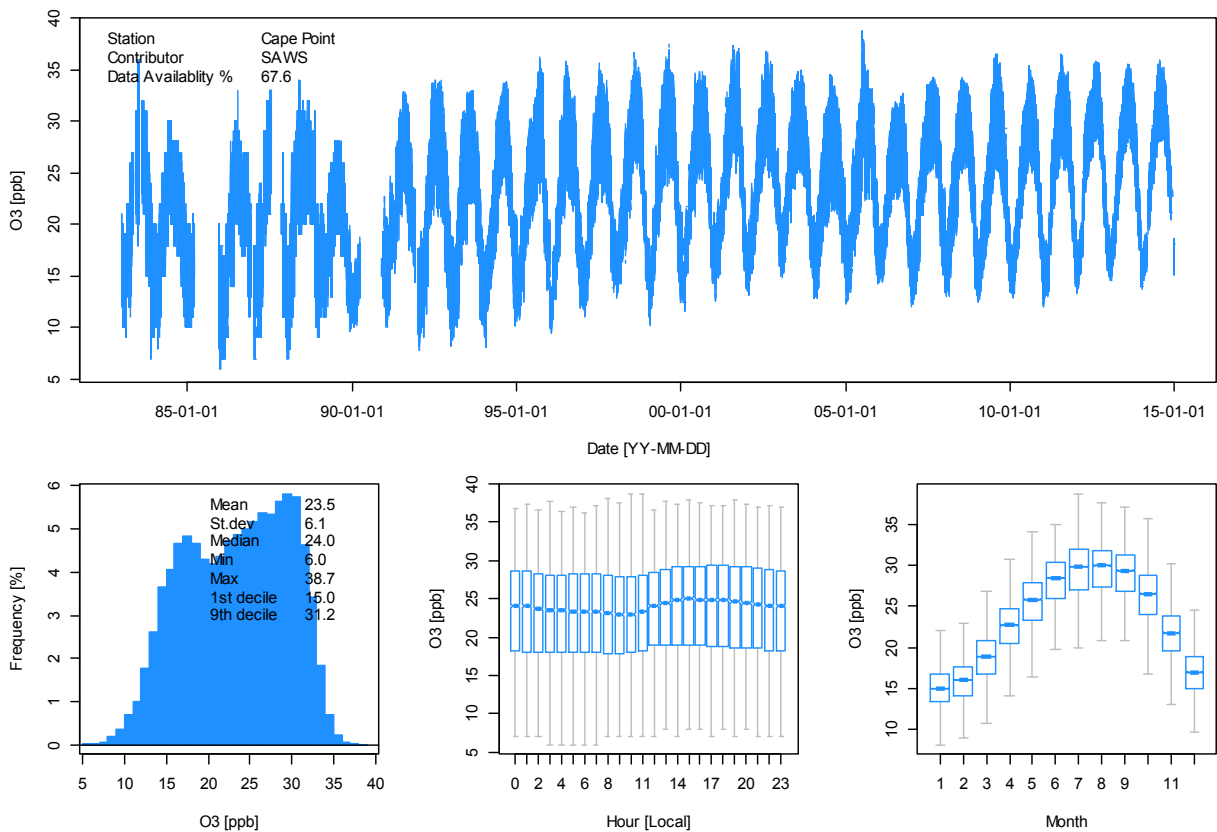 40
35
30
25
20
15
10
5
O3 [ppb]
Station Cape Point
Contributor SAWS
Data Availablity % 67.6
85-01-01 90-01-01 95-01-01 00-01-01 05-01-01 10-01-01 15-01-01
Date [YY-MM-DD]
6
5
4
3
2
1
0
Frequency [%]
Mean 23.5
St.dev 6.1
Median 24.0
Min 6.0
Max 38.7
1st decile 15.0
9th decile 31.2
5 10 15 20 25 30 35 40
O3 [ppb]
40
35
30
25
20
15
10
5
O3 [ppb]
0 2 4 6 8 11 14 17 20 23
Hour [Local]
40
35
30
25
20
15
10
O3 [ppb]
1 2 3 4 5 6 7 8 9 11
Month